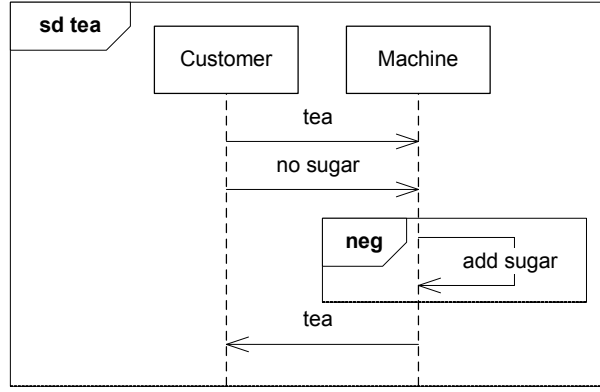 sd tea
Customer
Machine
tea
no sugar
neg
add sugar
tea